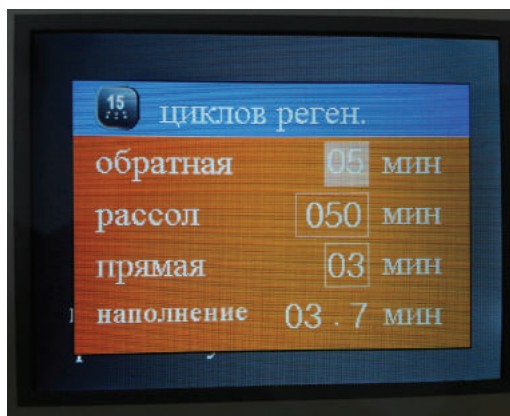 15
циклов реген.
обратная 05 мин
рассол 050 мин
прямая 03 мин
наполнение 03.7 мин